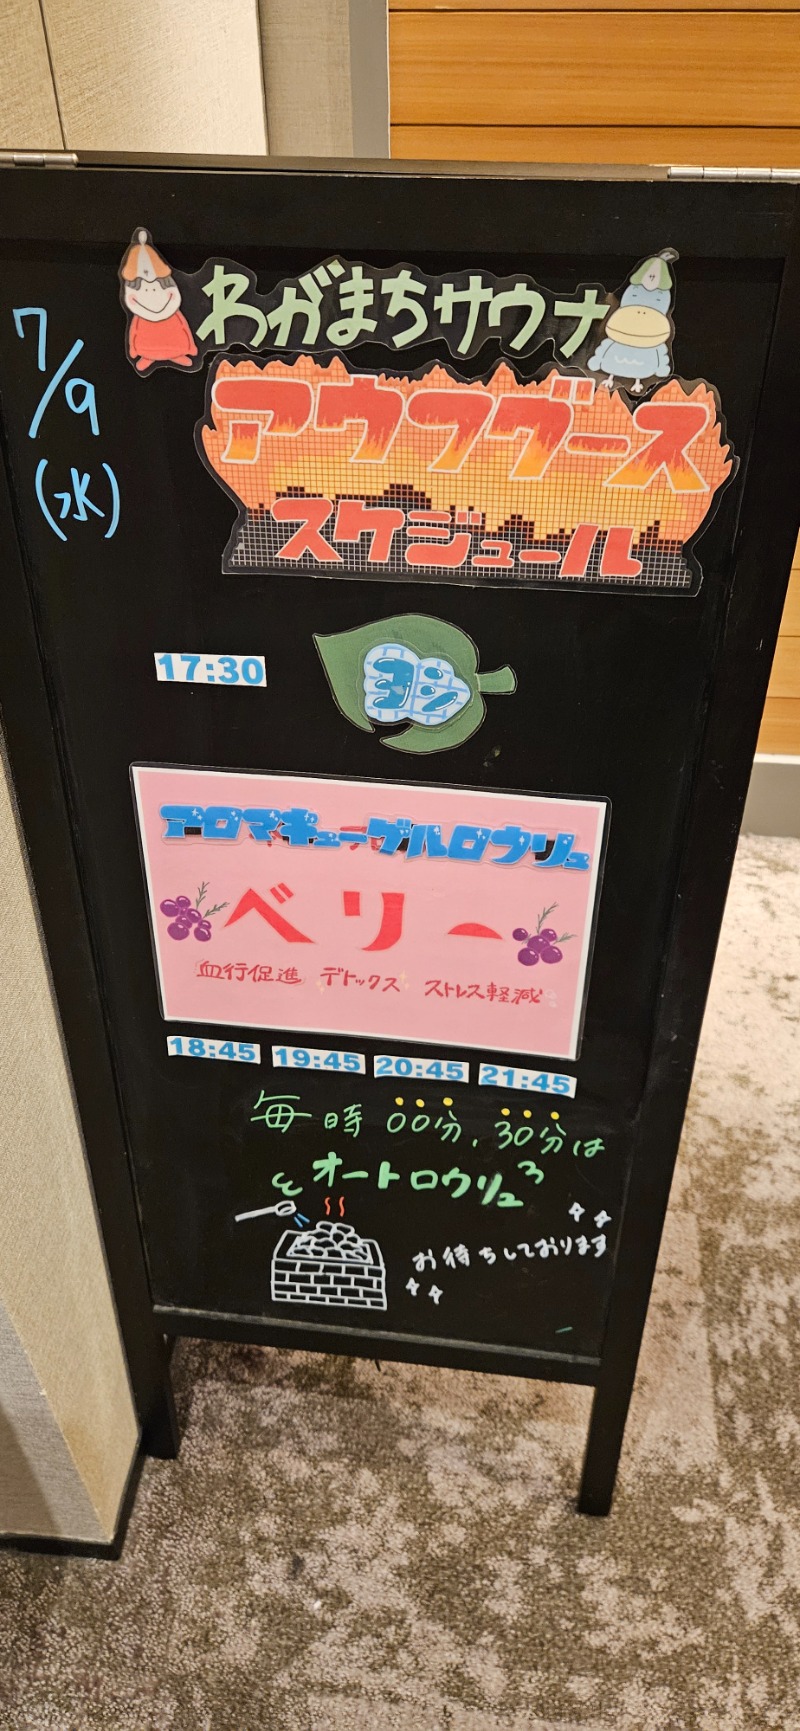 わがまちサウナ
7/9
(水)
アウフグース
スケジュール
17:30
ヨシ
アロマキューゲルロウリュ
ベリー
血行促進 デトックス ストレス軽減
18:45 19:45 20:45 21:45
毎時 00分、30分は
オートロウリュ
お待ちしております